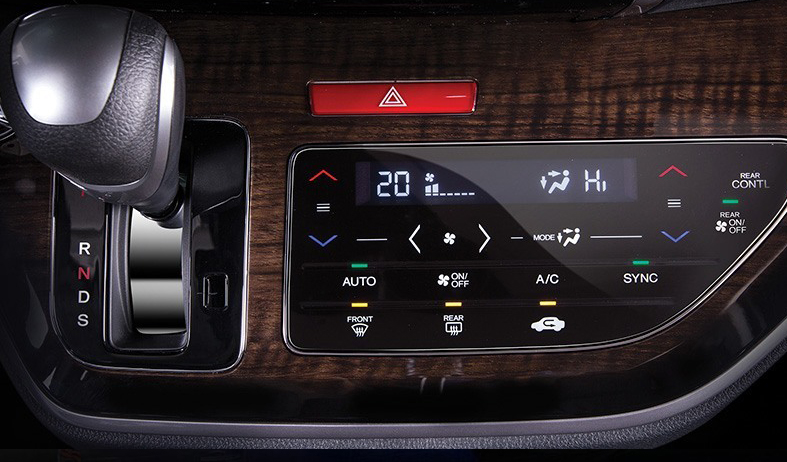 20
Hi
REAR
CONTL
MODE
REAR
ON/
OFF
AUTO
ON/
OFF
A/C
SYNC
FRONT
REAR
R
N
D
S